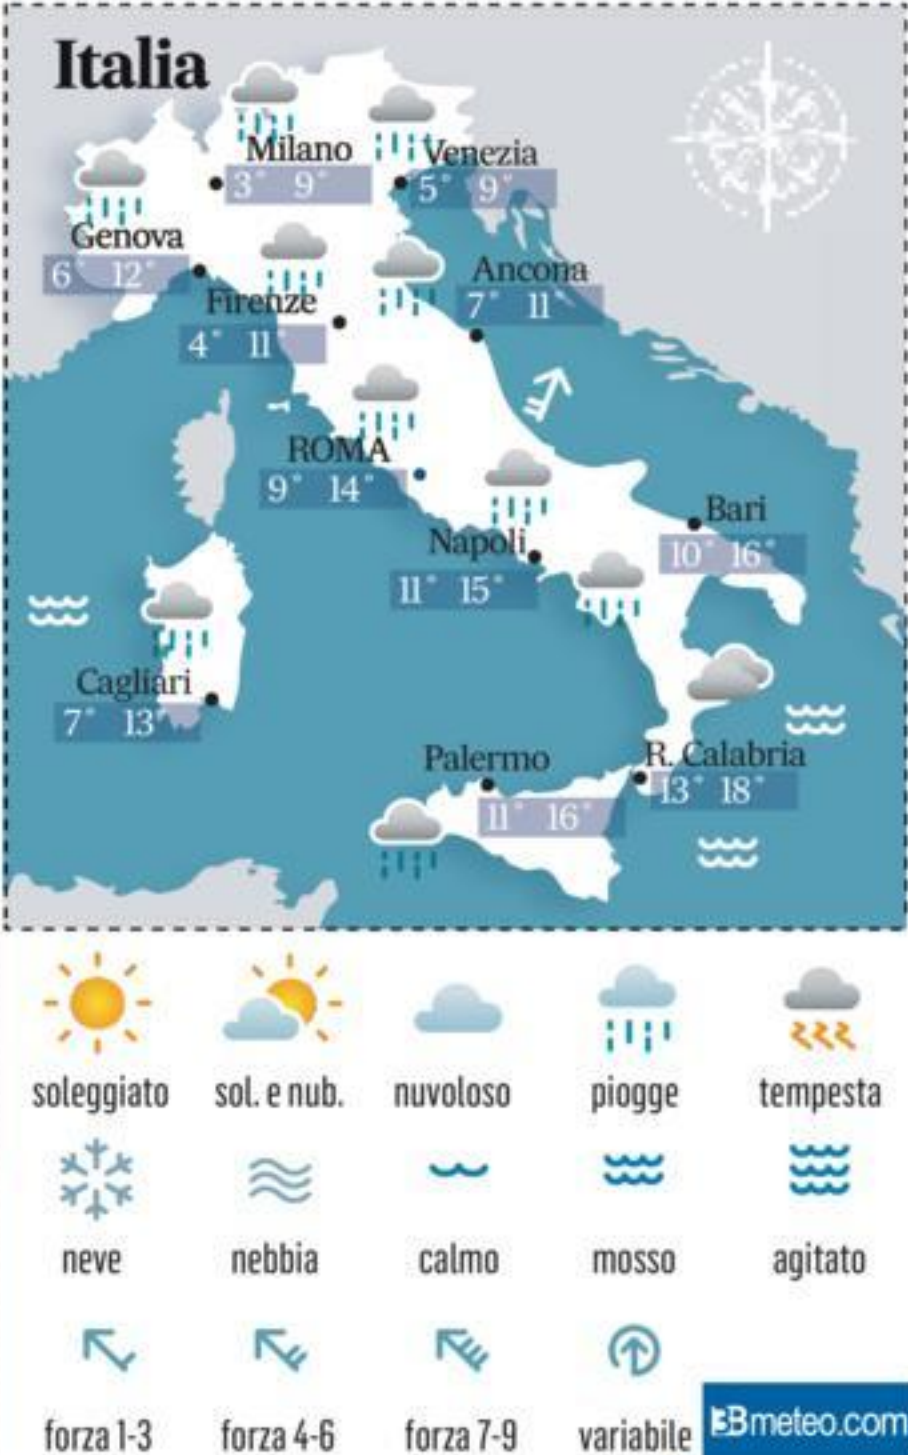 Italia
Milano
3° 9°
Venezia
5° 9°
Genova
6° 12°
Firenze
4° 11°
Ancona
7° 11°
ROMA
9° 14°
Napoli
11° 15°
Bari
10° 16°
Cagliari
7° 13°
Palermo
11° 16°
R. Calabria
13° 18°
soleggiato
sol. e nub.
nuvoloso
piogge
tempesta
neve
nebbia
calmo
mosso
agitato
forza 1-3
forza 4-6
forza 7-9
variabile
3Bmeteo.com